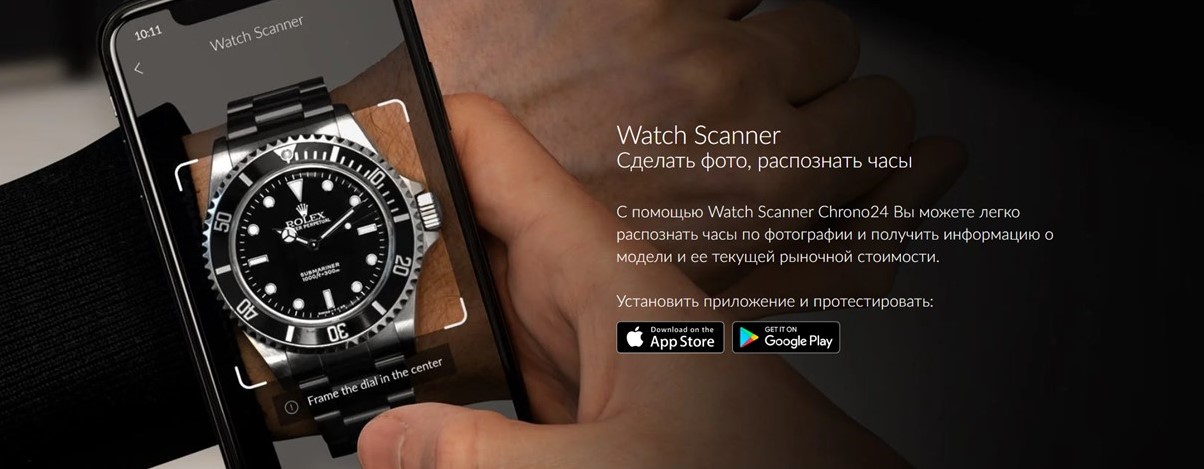 10:11
Watch Scanner
10
50
ROLEX
PERPETUAL
20
SUBMARINER
1000ft=300m
40
30
Frame the dial in the center
Watch Scanner
Сделать фото, распознать часы
С помощью Watch Scanner Chrono24 Вы можете легко
распознать часы по фотографии и получить информацию о
модели и ее текущей рыночной стоимости.
Установить приложение и протестировать:
Download on the
App Store
GET IT ON
Google Play